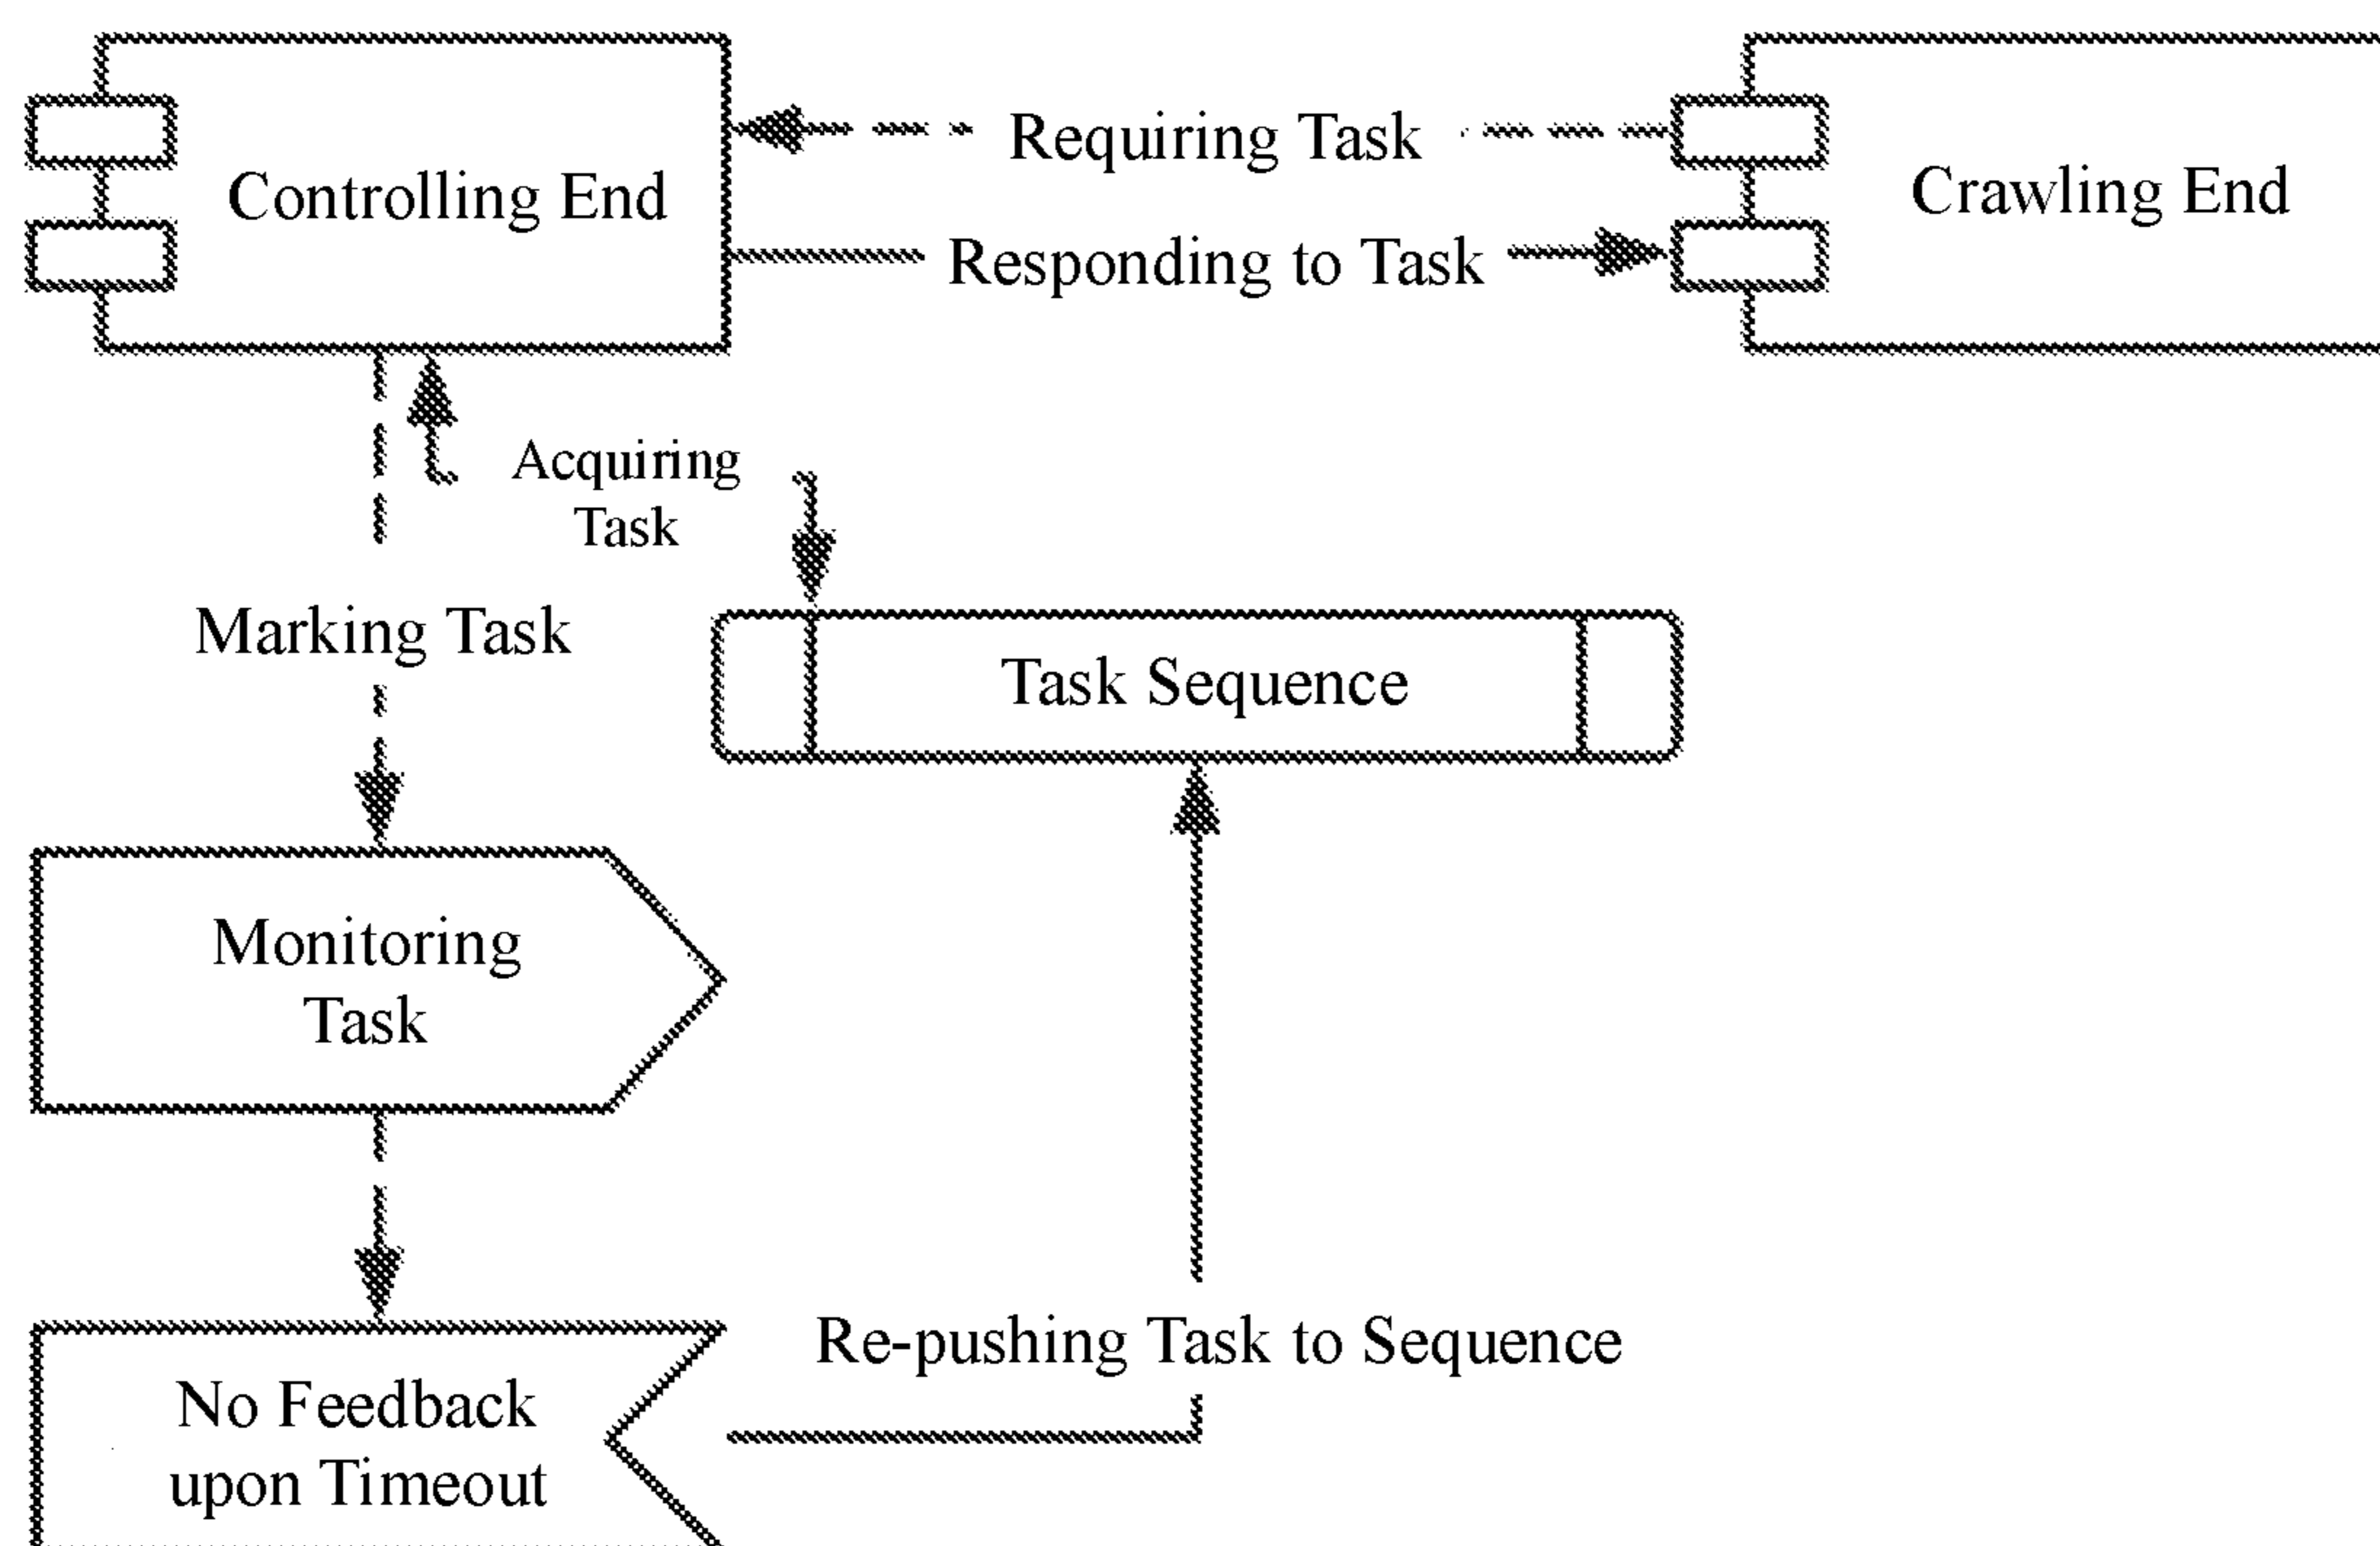 Requiring Task
Controlling End
Crawling End
Responding to Task
Acquiring
Task
Marking Task
Task Sequence
Monitoring
Task
Re-pushing Task to Sequence
No Feedback
upon Timeout